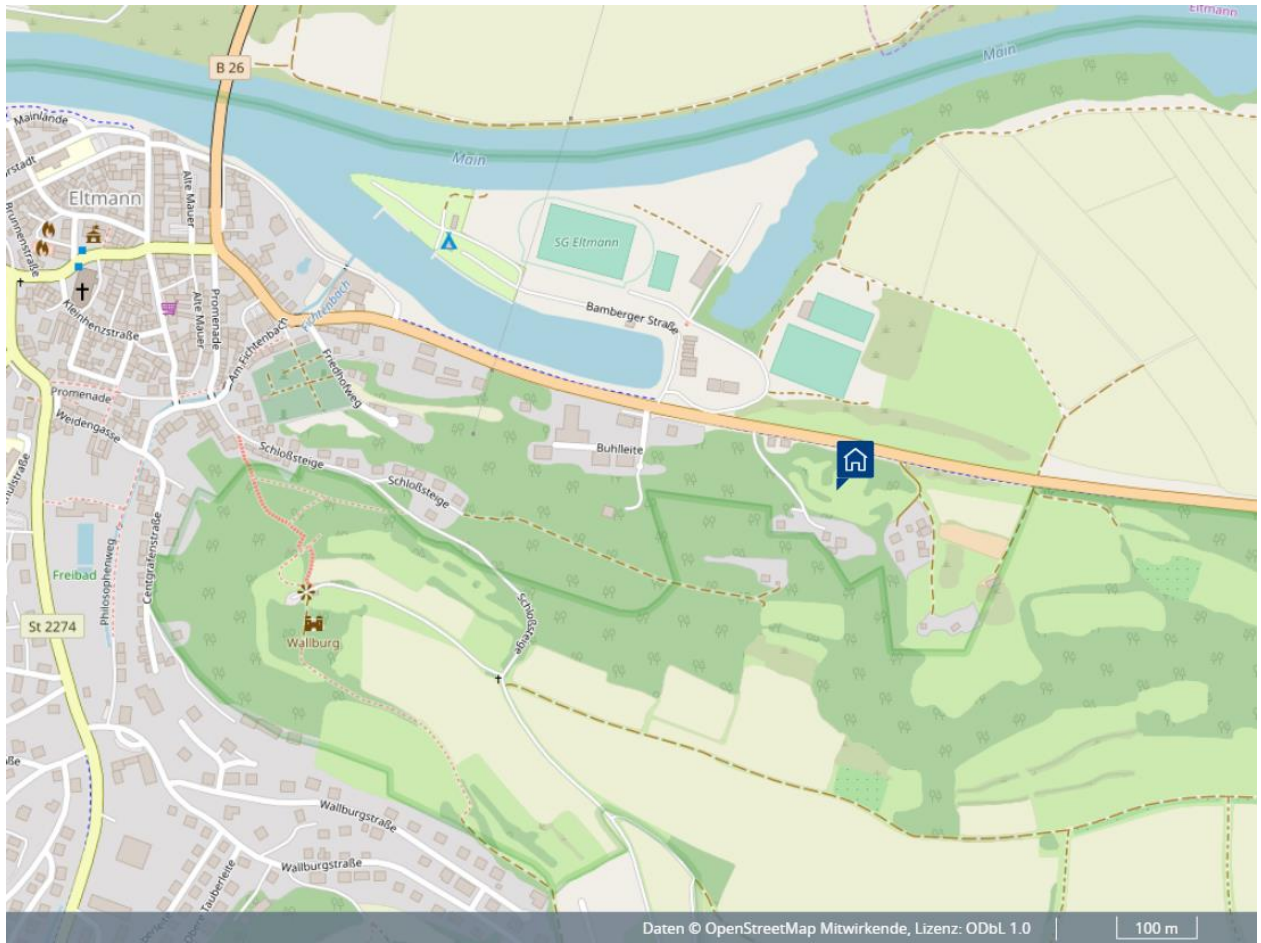 Eltmann
Main
B 26
Mainlände
Main
Alte Mauer
Eltmann
Brunnenstraße
SG Eltmann
Fichtenbach
Promenade
Alte Mauer
Kleinhenzstraße
Bamberger Straße
Am Fichtenbach
Friedhofweg
Promenade
Weidengasse
Schloßsteige
Buhlleite
Schloßsteige
Centgrafenstraße
Philosophenweg
Freibad
St 2274
Schloßsteige
Wallburg
Wallburgstraße
Wallburgstraße
Daten © OpenStreetMap Mitwirkende, Lizenz: ODbL 1.0
100 m